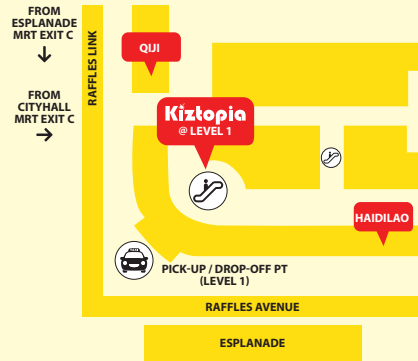 FROM
ESPLANADE
MRT EXIT C
FROM
CITYHALL
MRT EXIT C
RAFFLES LINK
QIJI
Kiztopia
@ LEVEL 1
HAIDILAO
PICK-UP / DROP-OFF PT
(LEVEL 1)
RAFFLES AVENUE
ESPLANADE